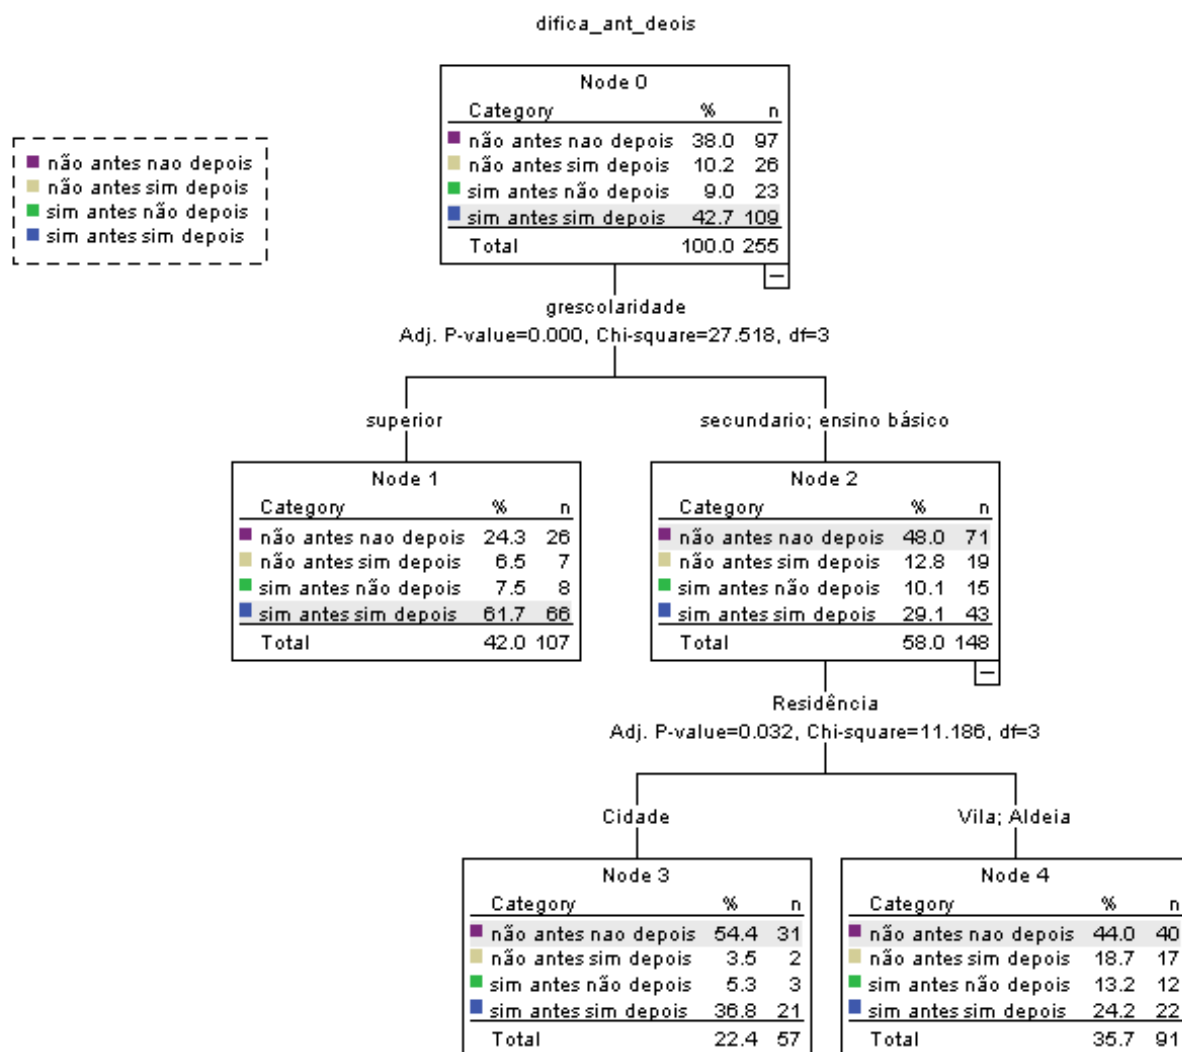 difica_ant_deois
não antes nao depois
não antes sim depois
sim antes não depois
sim antes sim depois
Node 0
Category % n
não antes nao depois 38.0 97
não antes sim depois 10.2 26
sim antes não depois 9.0 23
sim antes sim depois 42.7 109
Total 100.0 255
grescolaridade
Adj. P-value=0.000, Chi-square=27.518, df=3
superior
secundario; ensino básico
Node 1
Category % n
não antes nao depois 24.3 26
não antes sim depois 6.5 7
sim antes não depois 7.5 8
sim antes sim depois 61.7 66
Total 42.0 107
Node 2
Category % n
não antes nao depois 48.0 71
não antes sim depois 12.8 19
sim antes não depois 10.1 15
sim antes sim depois 29.1 43
Total 58.0 148
Residência
Adj. P-value=0.032, Chi-square=11.186, df=3
Cidade
Vila; Aldeia
Node 3
Category % n
não antes nao depois 54.4 31
não antes sim depois 3.5 2
sim antes não depois 5.3 3
sim antes sim depois 36.8 21
Total 22.4 57
Node 4
Category % n
não antes nao depois 44.0 40
não antes sim depois 18.7 17
sim antes não depois 13.2 12
sim antes sim depois 24.2 22
Total 35.7 91